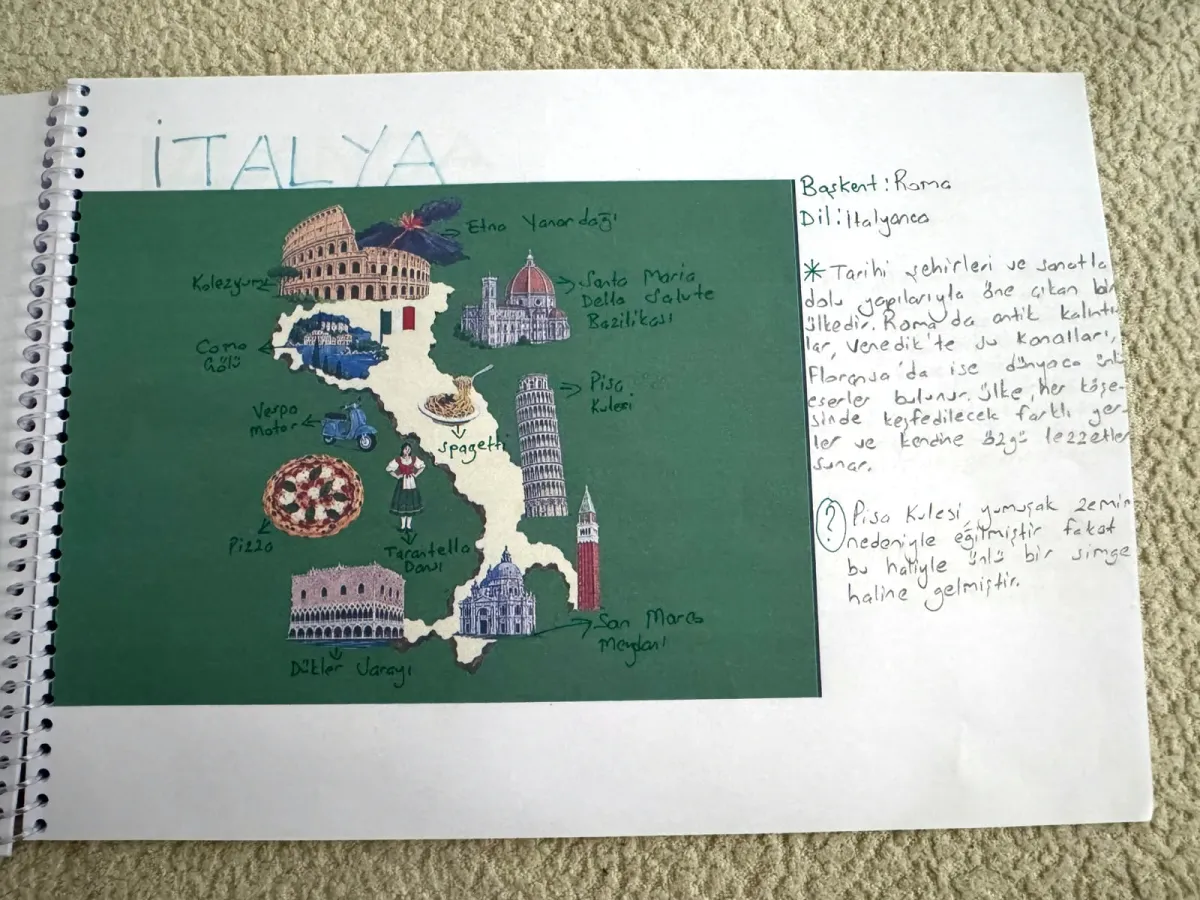 İTALYA
Başkent: Roma
Dil: İtalyanca
Etna Yanardağı
Kolezyum
Santa Maria
Della Salute
Bazilikası
Como
Gölü
Pisa
Kulesi
Vespa
Motor
Spagetti
Pizza
Tarantella
Dansı
San Marco
Meydanı
Dükler Sarayı
* Tarihi şehirleri ve sanatla
dolu yapılarıyla öne çıkan bir
ülkedir. Roma'da antik kalıntı-
lar, Venedik'te su kanalları,
Floransa'da ise dünyaca ünlü
eserler bulunur. Ülke, her köşe-
sinde keşfedilecek farklı yer-
ler ve kendine özgü lezzetler
sunar.
? Pisa Kulesi yumuşak zemin
nedeniyle eğilmiştir fakat
bu haliyle ünlü bir simge
haline gelmiştir.